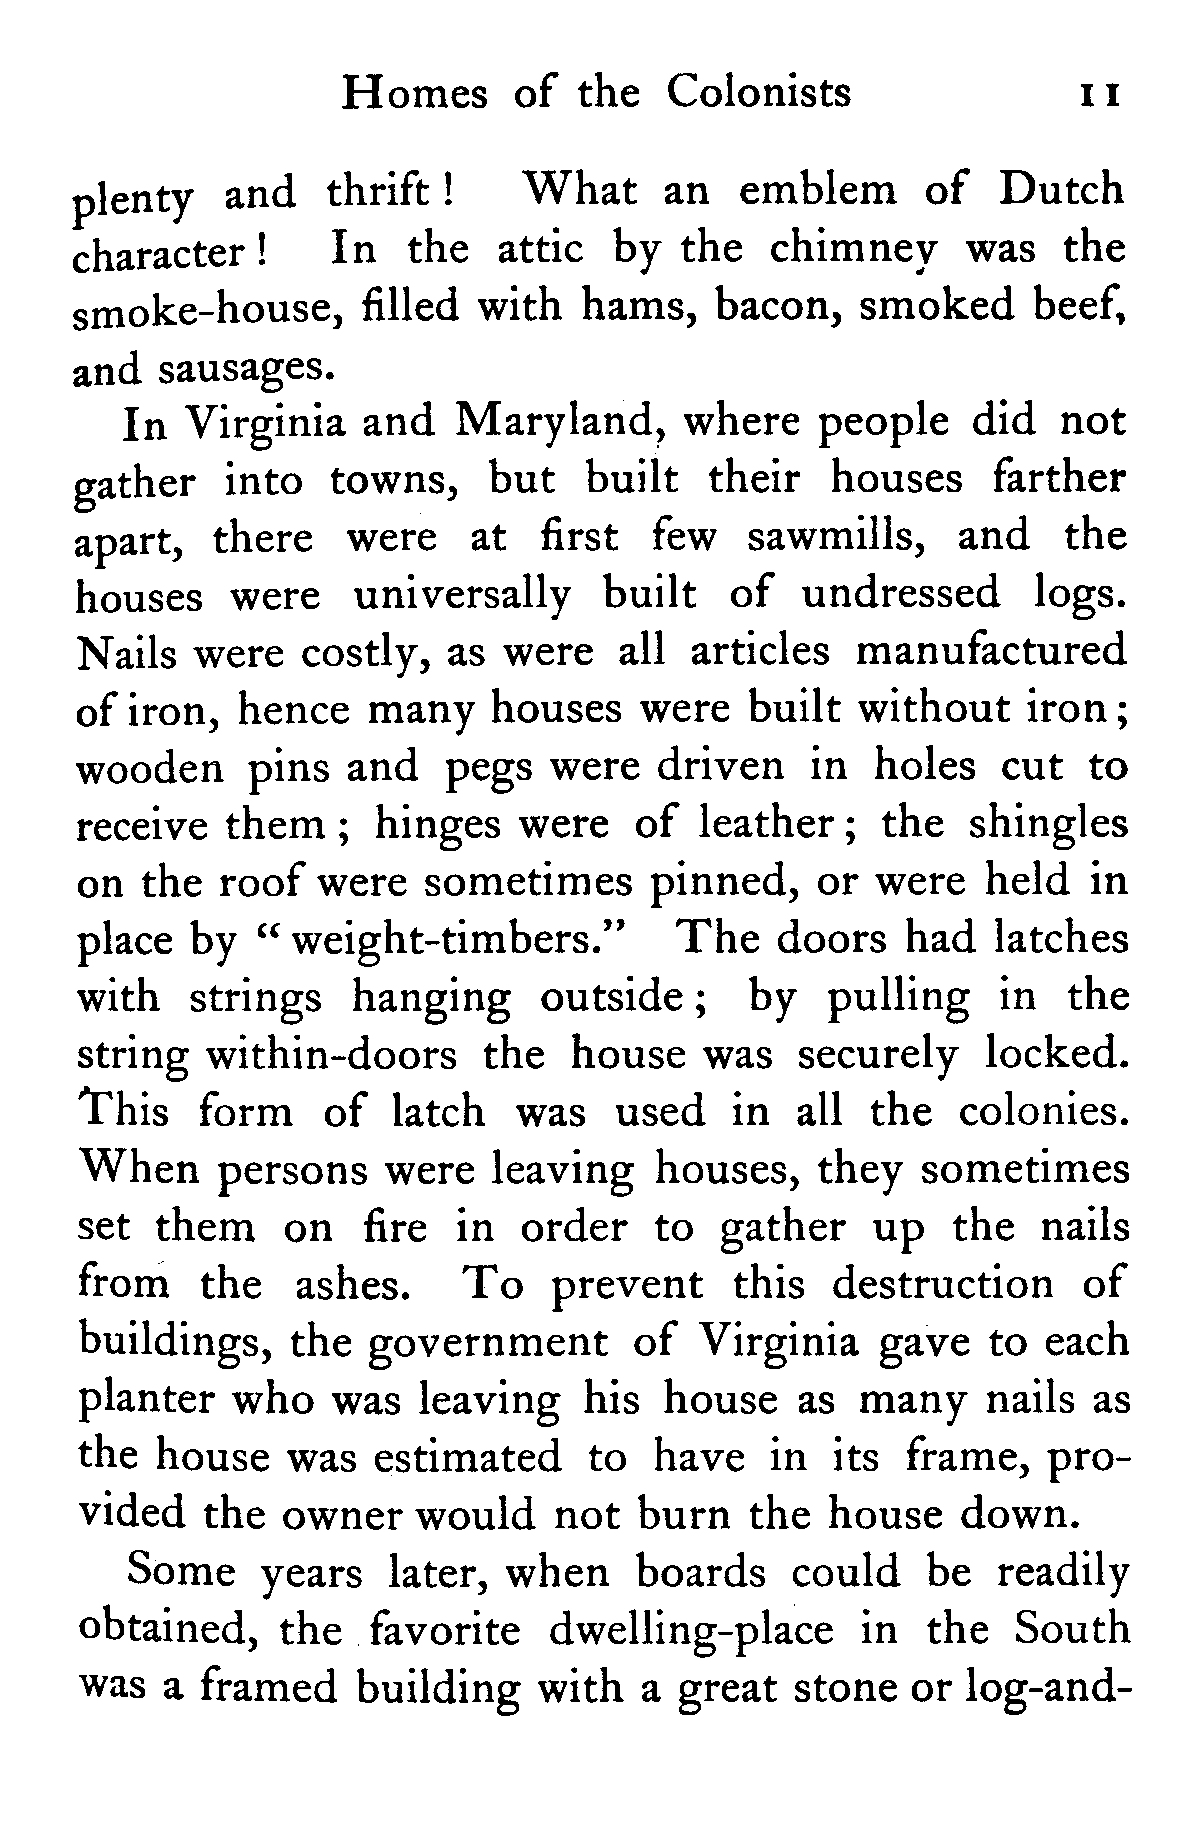 Homes of the Colonists 11
plenty and thrift! What an emblem of Dutch
character! In the attic by the chimney was the
smoke-house, filled with hams, bacon, smoked beef,
and sausages.
In Virginia and Maryland, where people did not
gather into towns, but built their houses farther
apart, there were at first few sawmills, and the
houses were universally built of undressed logs.
Nails were costly, as were all articles manufactured
of iron, hence many houses were built without iron;
wooden pins and pegs were driven in holes cut to
receive them; hinges were of leather; the shingles
on the roof were sometimes pinned, or were held in
place by "weight-timbers." The doors had latches
with strings hanging outside; by pulling in the
string within-doors the house was securely locked.
This form of latch was used in all the colonies.
When persons were leaving houses, they sometimes
set them on fire in order to gather up the nails
from the ashes. To prevent this destruction of
buildings, the government of Virginia gave to each
planter who was leaving his house as many nails as
the house was estimated to have in its frame, pro-
vided the owner would not burn the house down.
Some years later, when boards could be readily
obtained, the favorite dwelling-place in the South
was a framed building with a great stone or log-and-